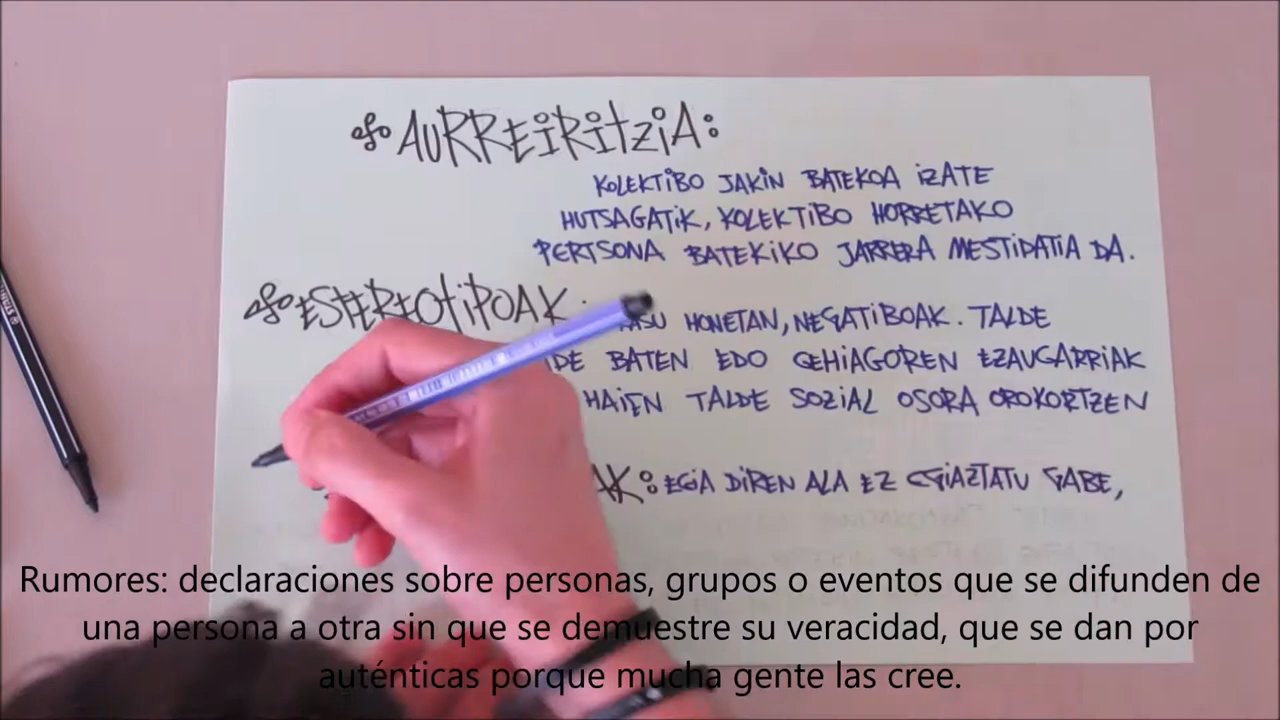 AURREIRITZIA:
KOLEKTIBO JAKIN BATEKOA IZATE
HUTSAGATIK, KOLEKTIBO HORRETAKO
PERTSONA BATEKIKO JARRERA MESTIDATIA DA.
ESTEREOTIPOAK
HONETAN, NEGATIBOAK. TALDE
BATEN EDO GEHIAGOREN EZAUGARRIAK
HAIEN TALDE SOZIAL OSORA OROKORTZEN
AK: EGIA DIREN ALA EZ EGIAZTATU GABE,
Rumores: declaraciones sobre personas, grupos o eventos que se difunden de
una persona a otra sin que se demuestre su veracidad, que se dan por
auténticas porque mucha gente las cree.